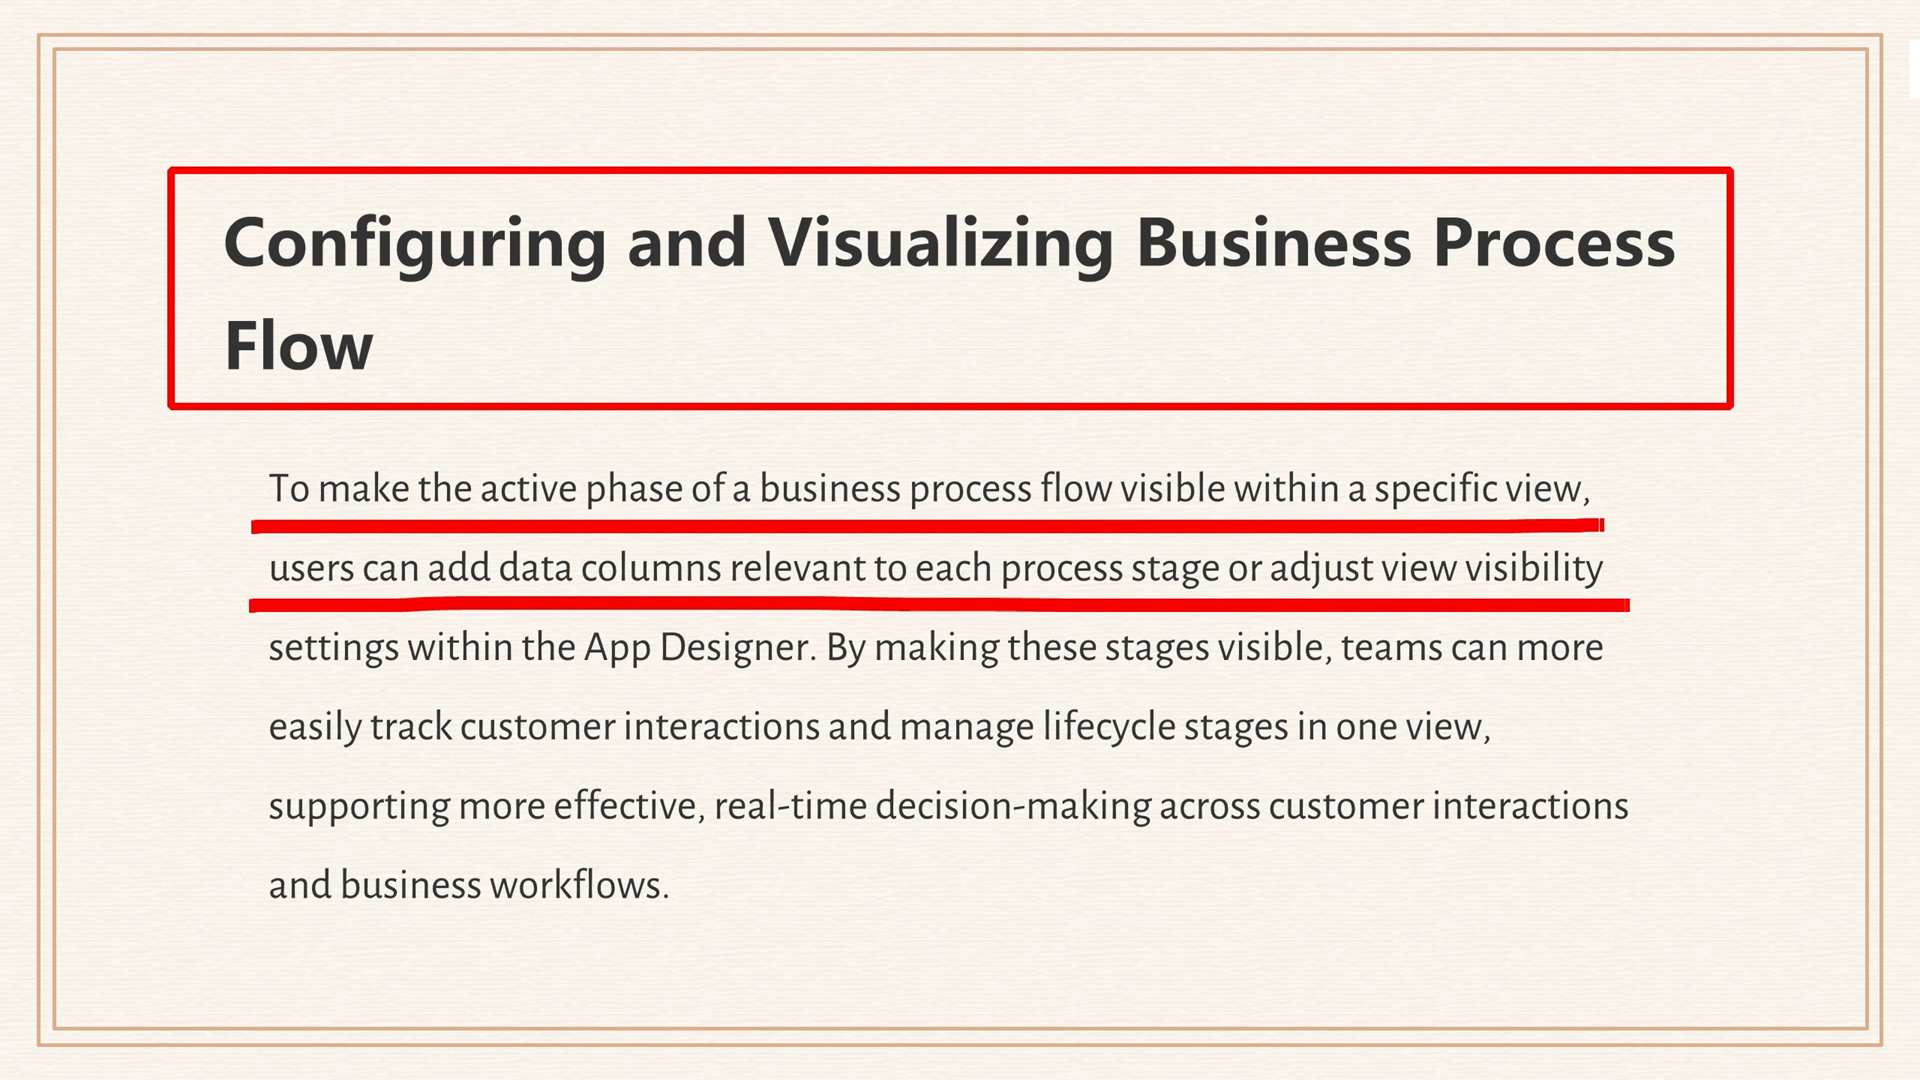 Configuring and Visualizing Business Process
Flow
To make the active phase of a business process flow visible within a specific view,
users can add data columns relevant to each process stage or adjust view visibility
settings within the App Designer. By making these stages visible, teams can more
easily track customer interactions and manage lifecycle stages in one view,
supporting more effective, real-time decision-making across customer interactions
and business workflows.